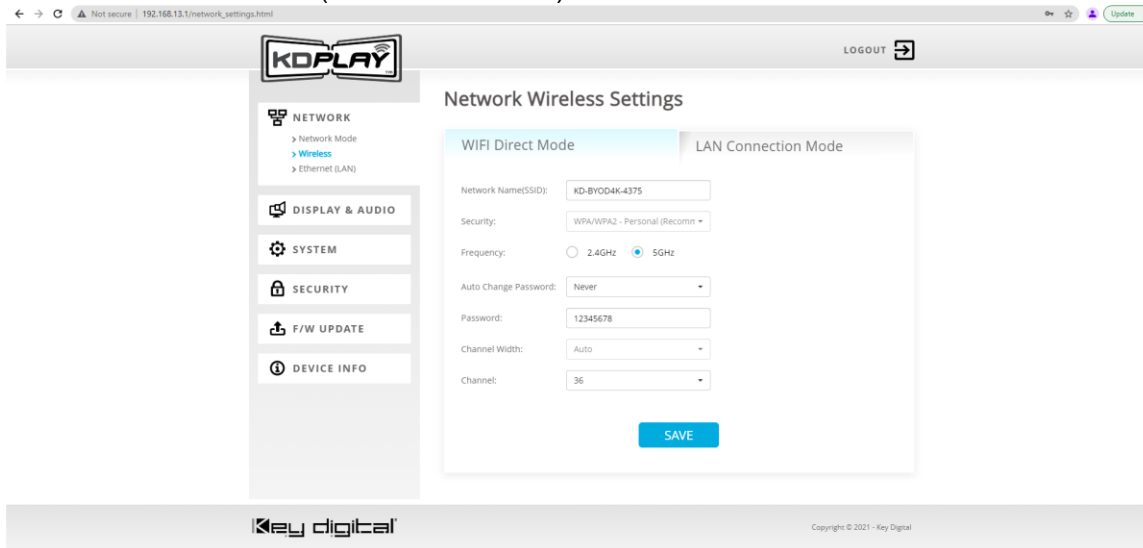 Not secure | 192.168.13.1/network_settings.html
Update
KDPLAY
LOGOUT
NETWORK
Network Mode
Wireless
Ethernet (LAN)
DISPLAY & AUDIO
SYSTEM
SECURITY
F/W UPDATE
DEVICE INFO
Network Wireless Settings
WIFI Direct Mode
LAN Connection Mode
Network Name(SSID): KD-BYOD4K-4375
Security: WPA/WPA2 - Personal (Recomn
Frequency: 2.4GHz 5GHz
Auto Change Password: Never
Password: 12345678
Channel Width: Auto
Channel: 36
SAVE
Key digital
Copyright © 2021 - Key Digital